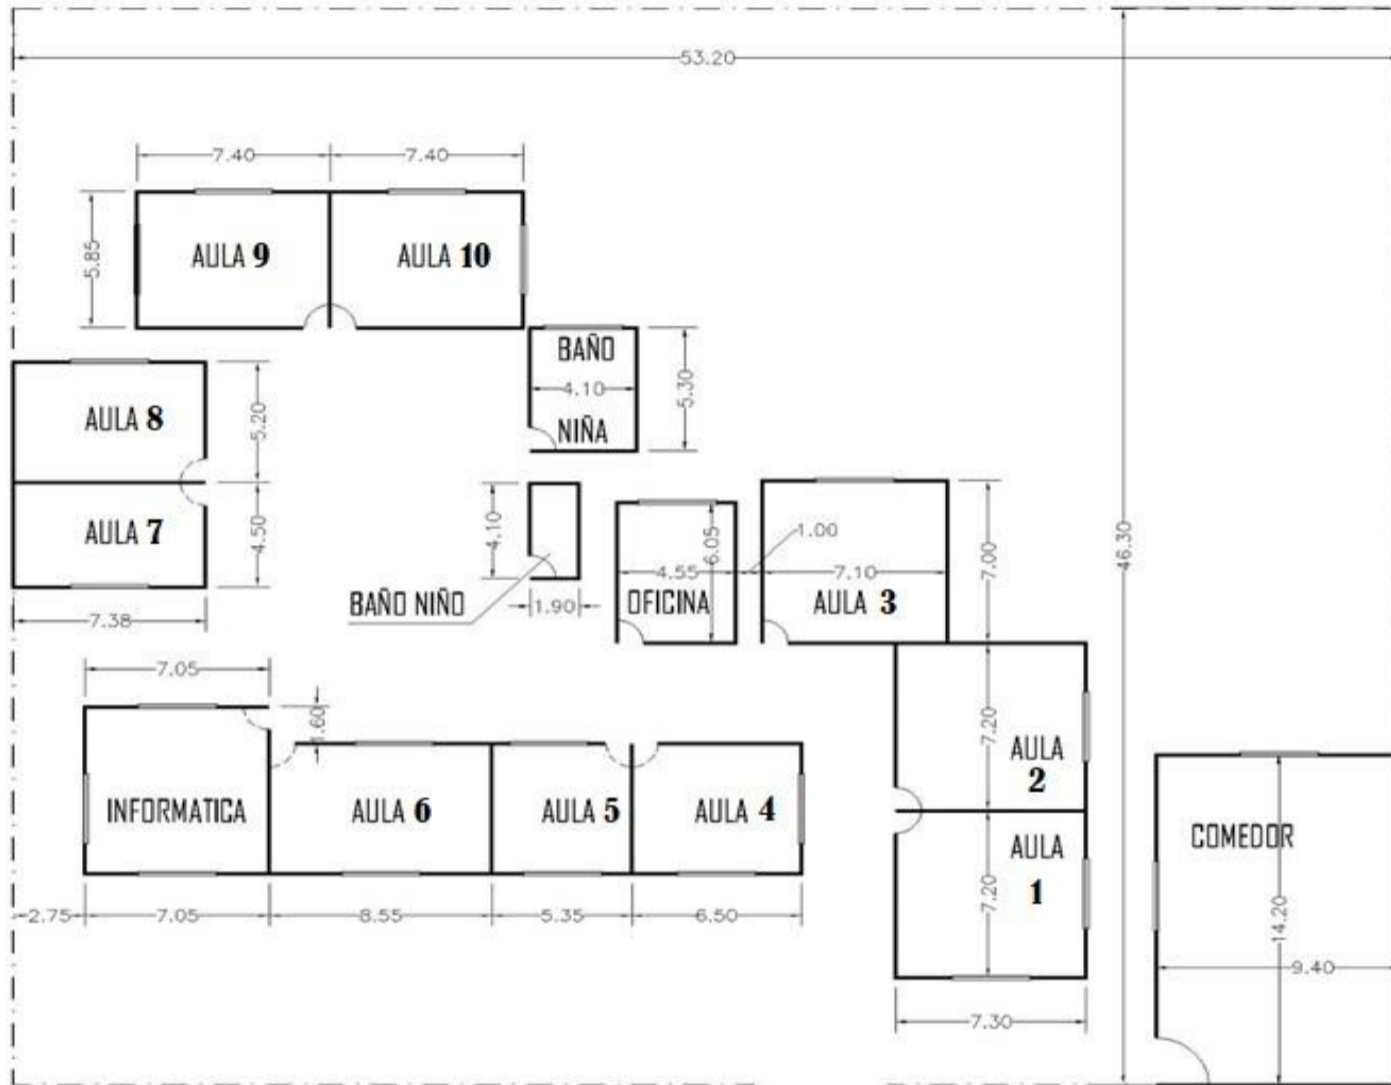 53.20
7.40
7.40
5.85
AULA 9
AULA 10
BAÑO
4.10
NIÑA
5.30
AULA 8
5.20
AULA 7
4.50
7.38
4.10
1.90
BAÑO NIÑO
6.05
4.55
OFICINA
1.00
7.10
AULA 3
7.00
46.30
7.05
1.60
INFORMATICA
AULA 6
AULA 5
AULA 4
2.75
7.05
8.55
5.35
6.50
7.20
AULA
2
AULA
1
7.20
7.30
COMEDOR
14.20
9.40